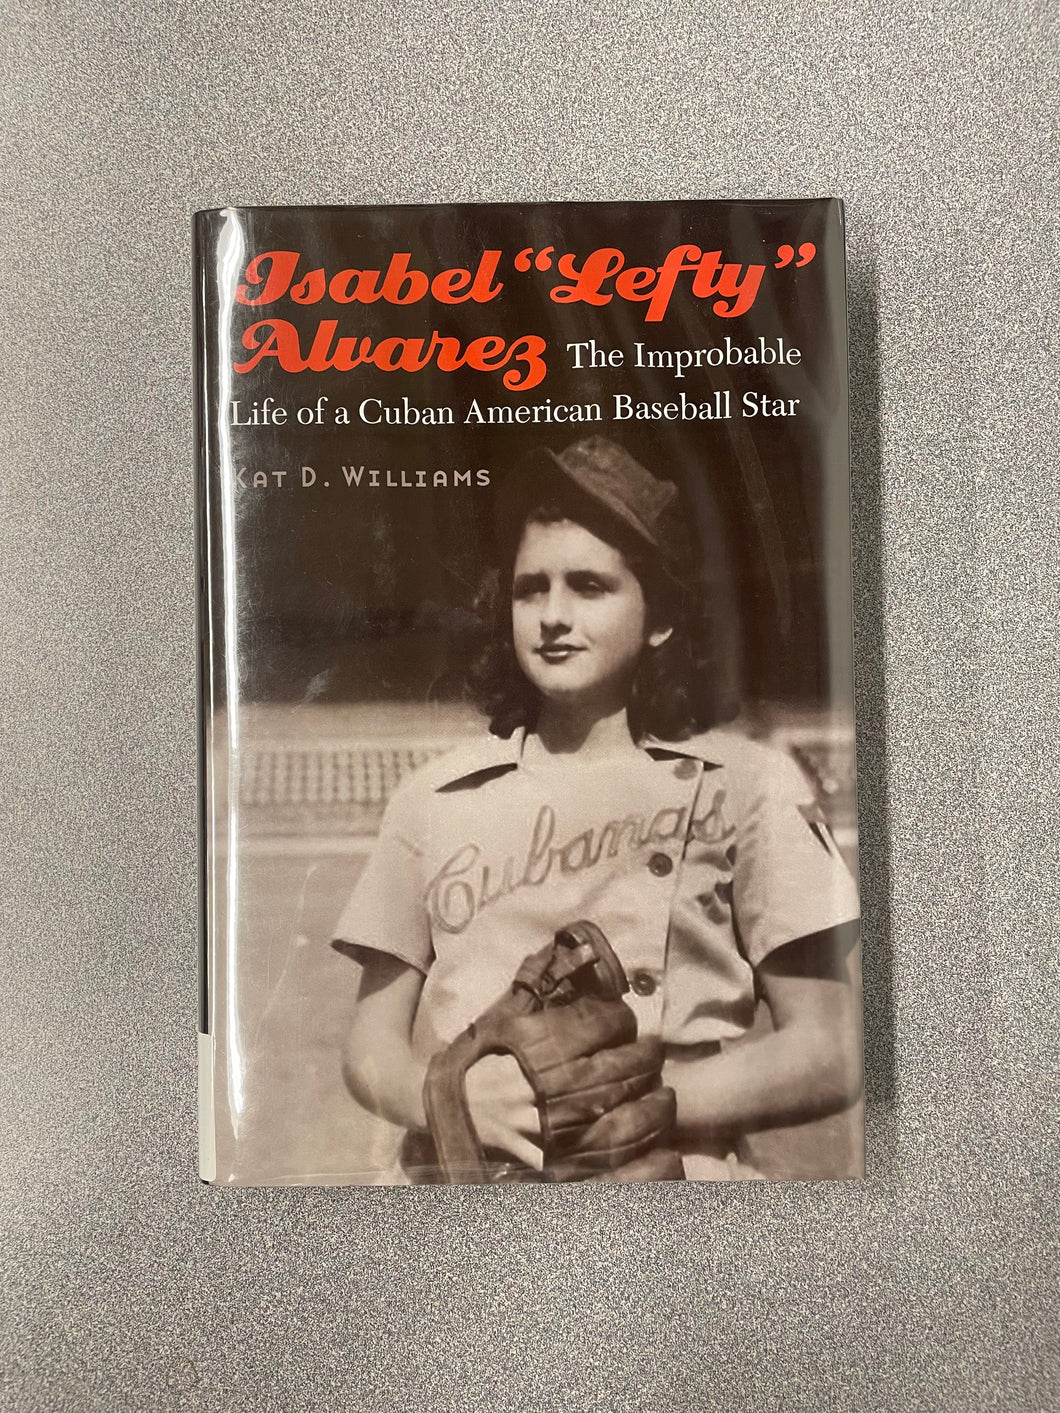 Isabel “Lefty”
Alvarez The Improbable
Life of a Cuban American Baseball Star
Kat D. Williams
Cubanas